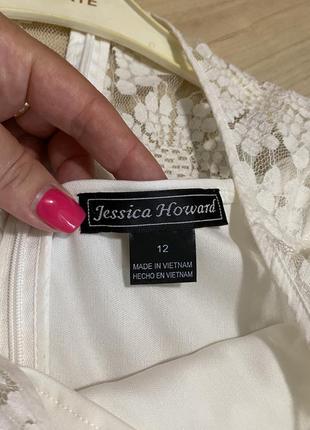 Jessica Howard
12
MADE IN VIETNAM
HECHO EN VIETNAM